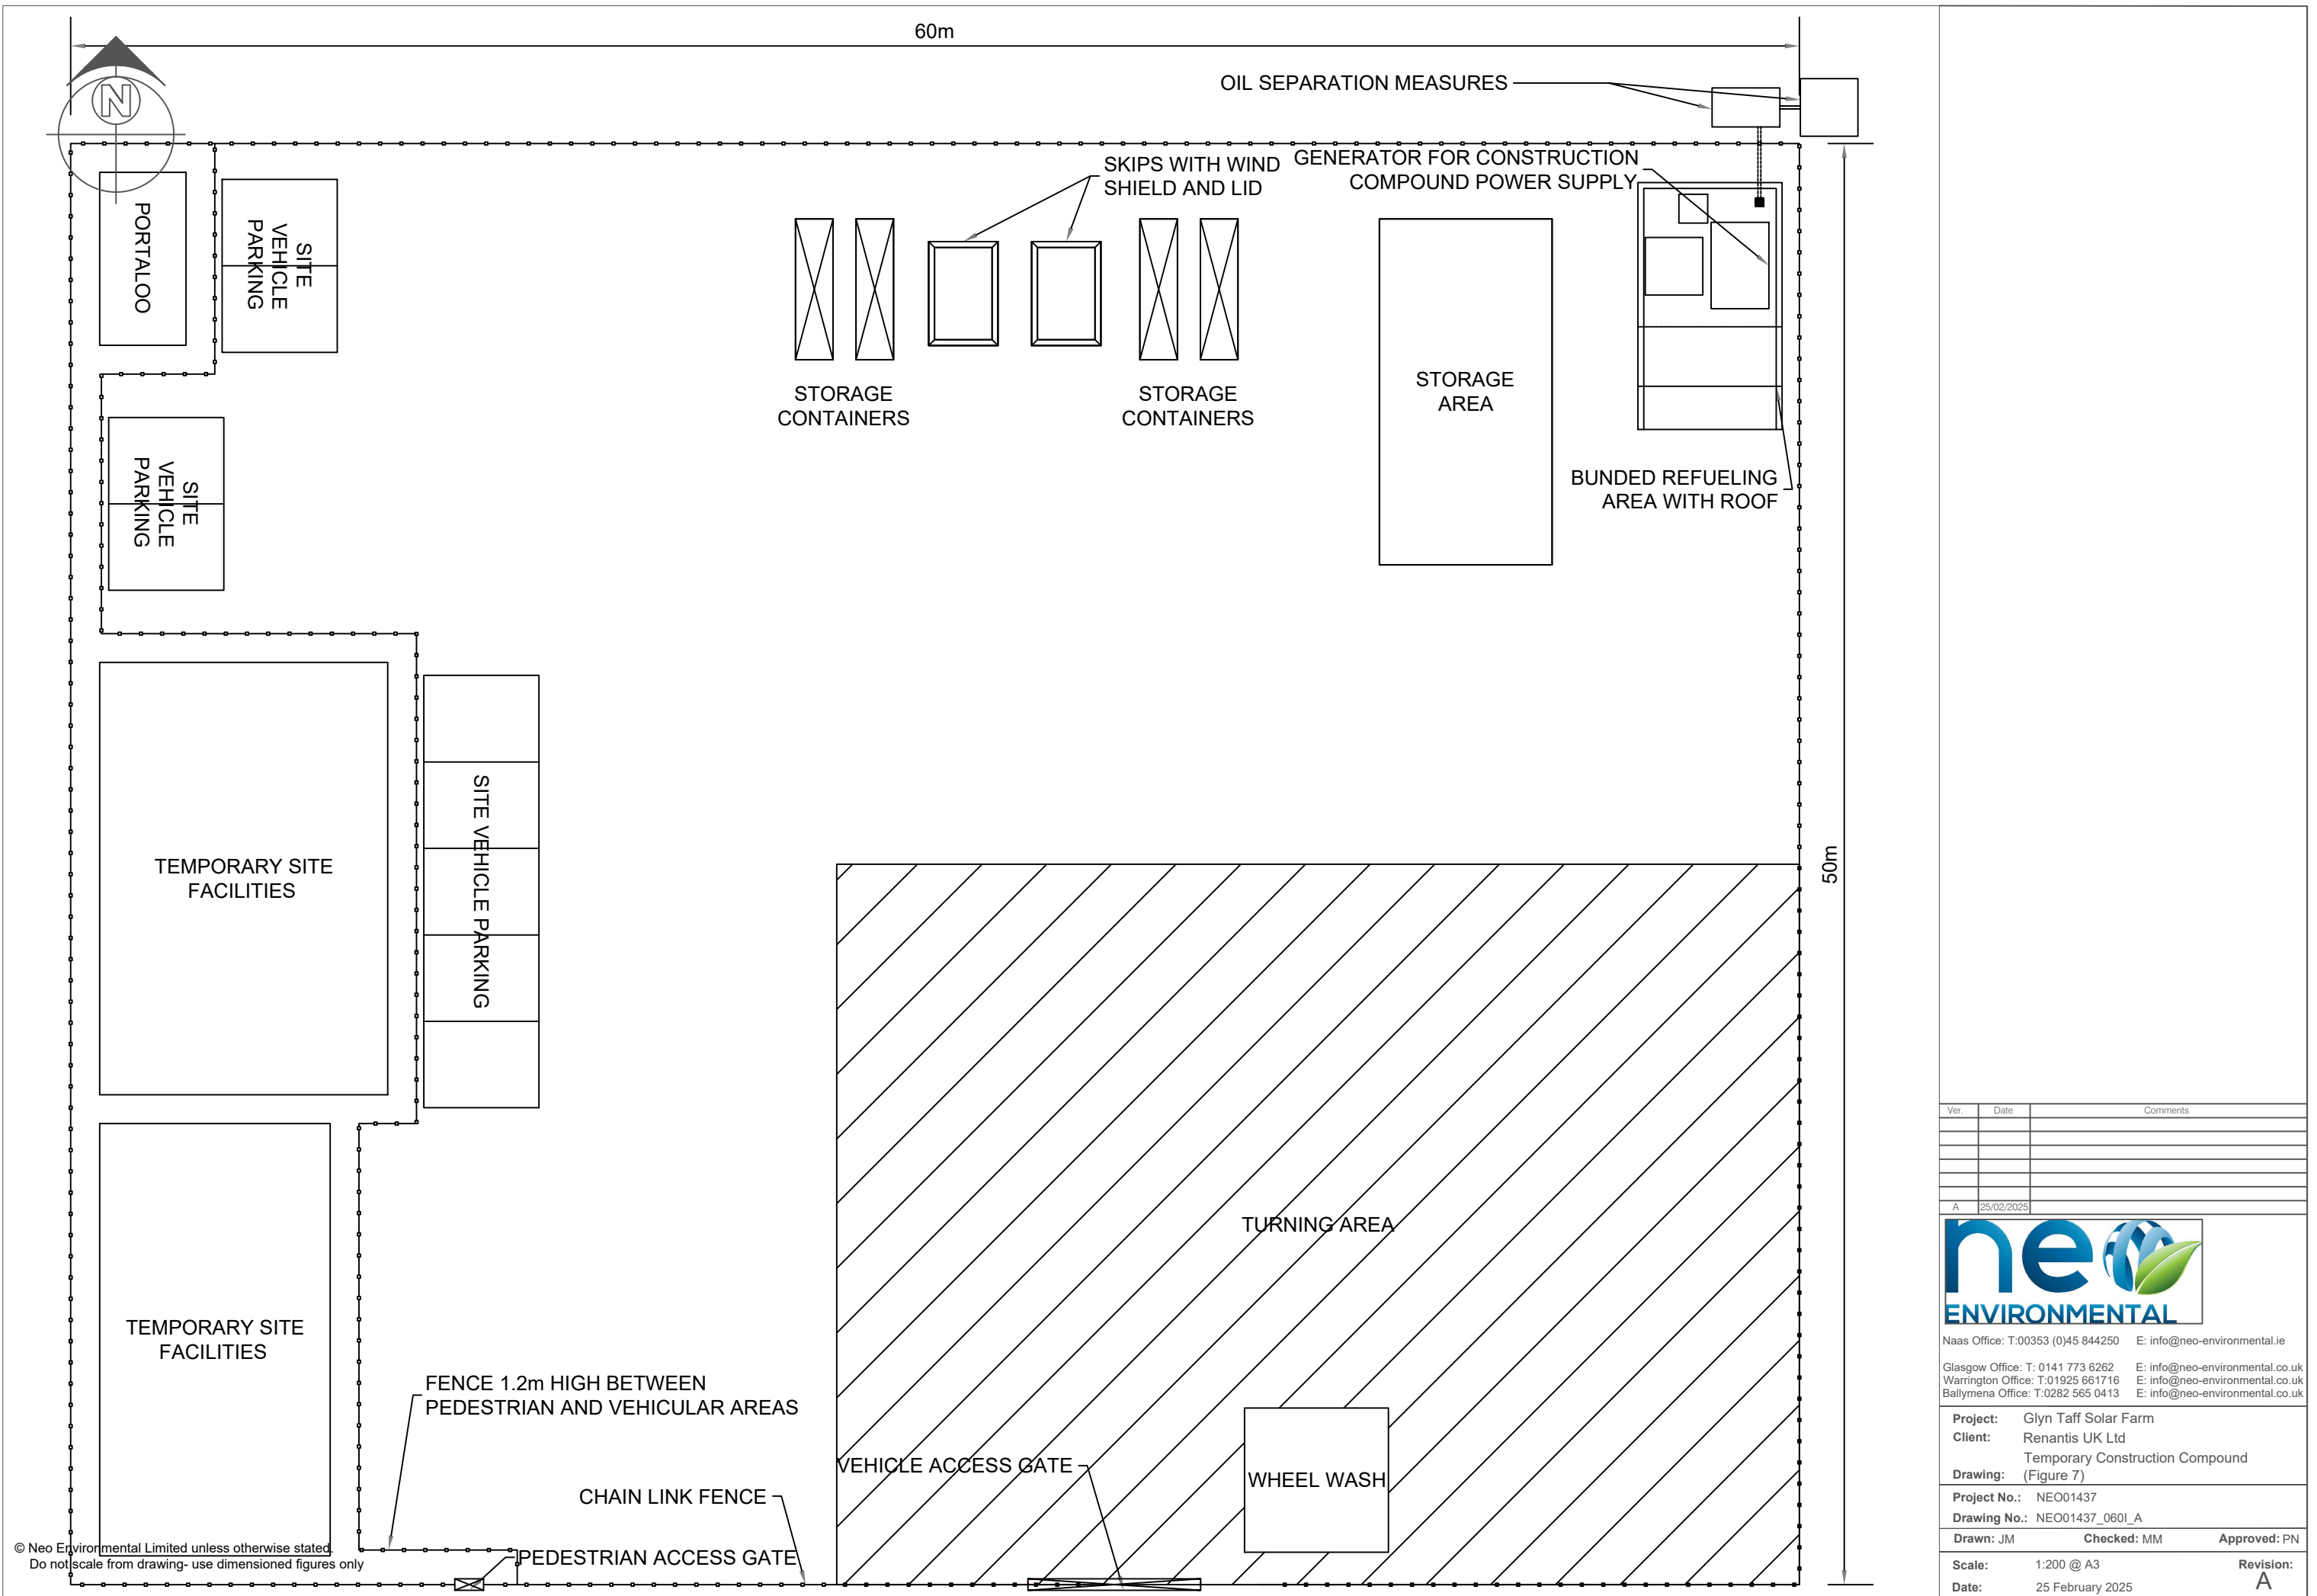 60m
N
OIL SEPARATION MEASURES
SKIPS WITH WIND
SHIELD AND LID
GENERATOR FOR CONSTRUCTION
COMPOUND POWER SUPPLY
PORTALOO
SITE
VEHICLE
PARKING
STORAGE
CONTAINERS
STORAGE
CONTAINERS
STORAGE
AREA
SITE
VEHICLE
PARKING
BUNDED REFUELING
AREA WITH ROOF
50m
TEMPORARY SITE
FACILITIES
SITE VEHICLE PARKING
TURNING AREA
TEMPORARY SITE
FACILITIES
FENCE 1.2m HIGH BETWEEN
PEDESTRIAN AND VEHICULAR AREAS
VEHICLE ACCESS GATE
WHEEL WASH
CHAIN LINK FENCE
PEDESTRIAN ACCESS GATE
© Neo Environmental Limited unless otherwise stated.
Do not scale from drawing- use dimensioned figures only
Ver. Date Comments
A 25/02/2025
neo
ENVIRONMENTAL
Naas Office: T:00353 (0)45 844250 E: info@neo-environmental.ie
Glasgow Office: T: 0141 773 6262 E: info@neo-environmental.co.uk
Warrington Office: T:01925 661716 E: info@neo-environmental.co.uk
Ballymena Office: T:0282 565 0413 E: info@neo-environmental.co.uk
Project: Glyn Taff Solar Farm
Client: Renantis UK Ltd
Temporary Construction Compound
Drawing: (Figure 7)
Project No.: NEO01437
Drawing No.: NEO01437_060I_A
Drawn: JM Checked: MM Approved: PN
Scale: 1:200 @ A3 Revision:
Date: 25 February 2025 A